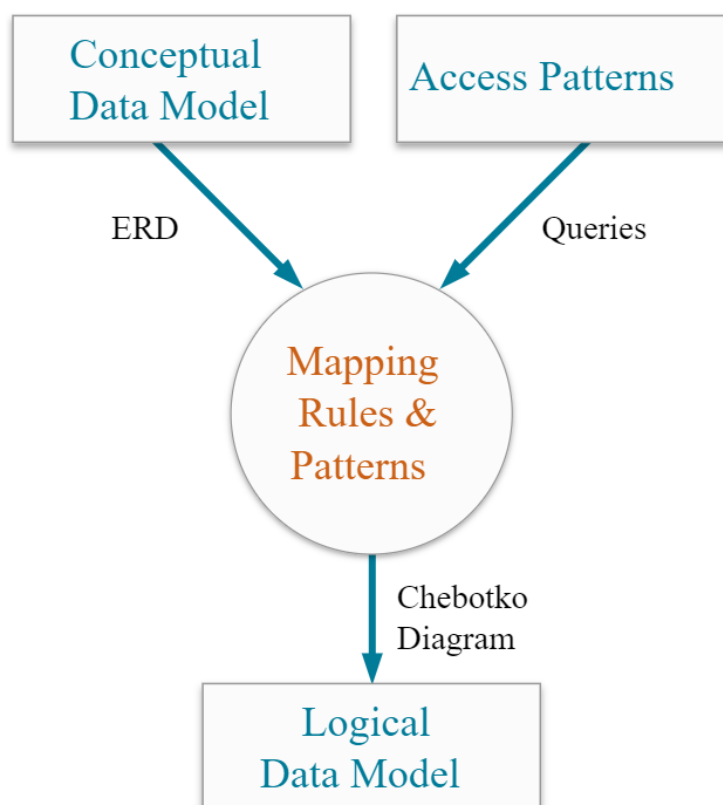 Conceptual
Data Model
Access Patterns
ERD
Queries
Mapping
Rules &
Patterns
Chebotko
Diagram
Logical
Data Model